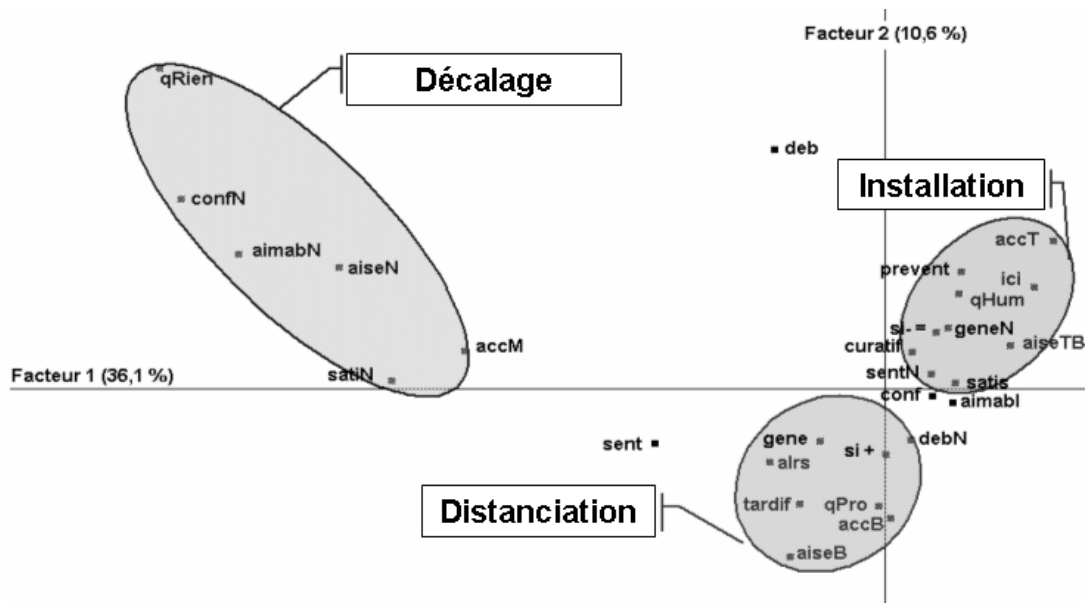 Facteur 2 (10,6 %)
qRien
Décalage
deb
Installation
confN
accT
aimabN
aiseN
prevent
ici
qHum
si- =
geneN
accM
curatif
aiseTB
Facteur 1 (36,1 %)
satiN
sentN
satis
conf
aimabl
sent
gene
debN
si +
alrs
Distanciation
tardif
qPro
accB
aiseB